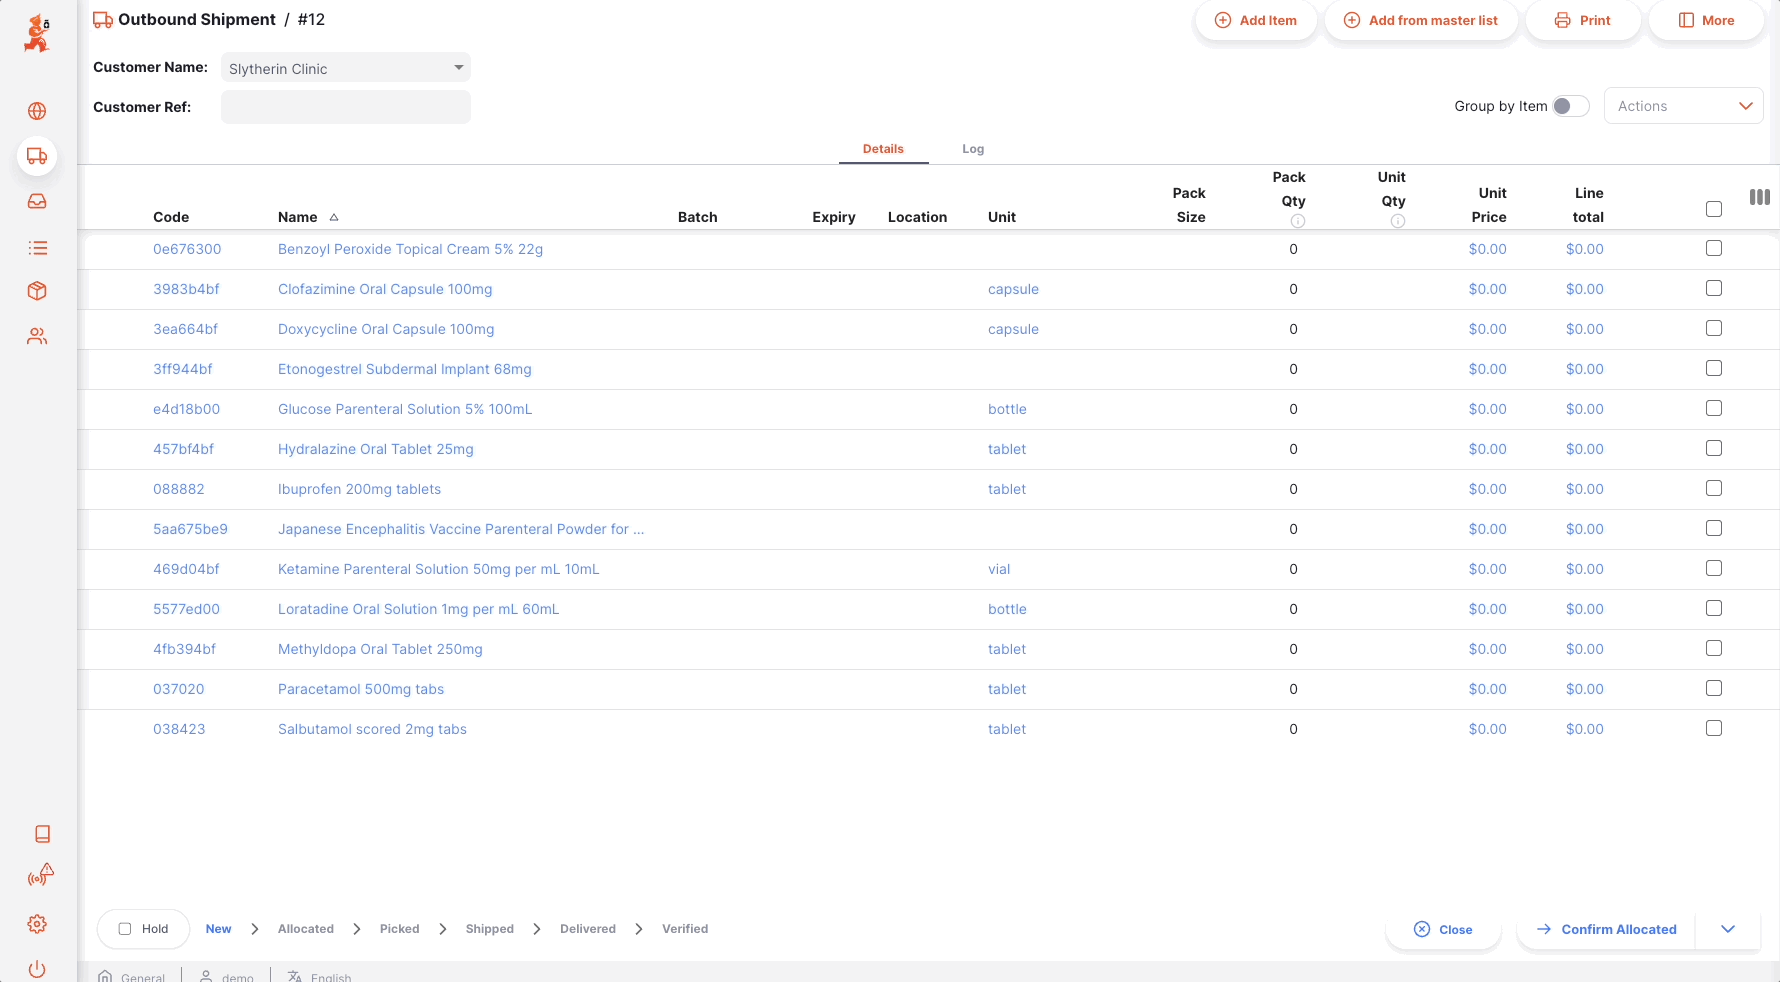 Outbound Shipment / #12
Add Item
Add from master list
Print
More
Customer Name: Slytherin Clinic
Customer Ref:
Group by Item
Actions
Details
Log
Code Name Batch Expiry Location Unit Pack Size Pack Qty Unit Qty Unit Price Line total
0e676300 Benzoyl Peroxide Topical Cream 5% 22g 0 $0.00 $0.00
3983b4bf Clofazimine Oral Capsule 100mg capsule 0 $0.00 $0.00
3ea664bf Doxycycline Oral Capsule 100mg capsule 0 $0.00 $0.00
3ff944bf Etonogestrel Subdermal Implant 68mg 0 $0.00 $0.00
e4d18b00 Glucose Parenteral Solution 5% 100mL bottle 0 $0.00 $0.00
457bf4bf Hydralazine Oral Tablet 25mg tablet 0 $0.00 $0.00
088882 Ibuprofen 200mg tablets tablet 0 $0.00 $0.00
5aa675be9 Japanese Encephalitis Vaccine Parenteral Powder for ... 0 $0.00 $0.00
469d04bf Ketamine Parenteral Solution 50mg per mL 10mL vial 0 $0.00 $0.00
5577ed00 Loratadine Oral Solution 1mg per mL 60mL bottle 0 $0.00 $0.00
4fb394bf Methyldopa Oral Tablet 250mg tablet 0 $0.00 $0.00
037020 Paracetamol 500mg tabs tablet 0 $0.00 $0.00
038423 Salbutamol scored 2mg tabs tablet 0 $0.00 $0.00
Hold New Allocated Picked Shipped Delivered Verified
Close
Confirm Allocated
General demo English